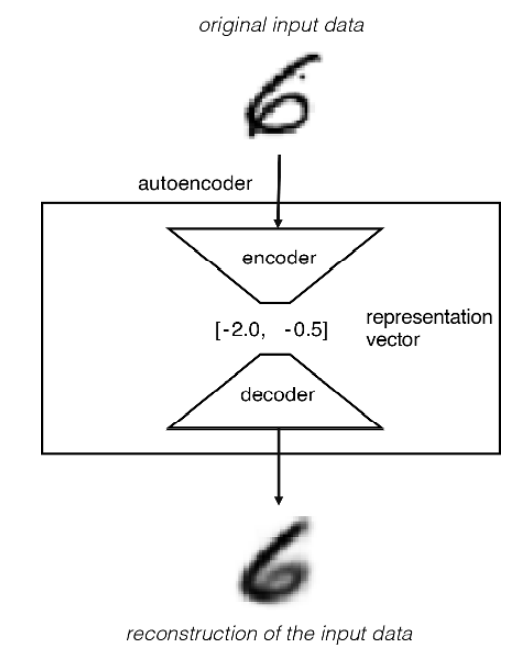 original input data
6
autoencoder
encoder
[-2.0, -0.5]
representation
vector
decoder
6
reconstruction of the input data